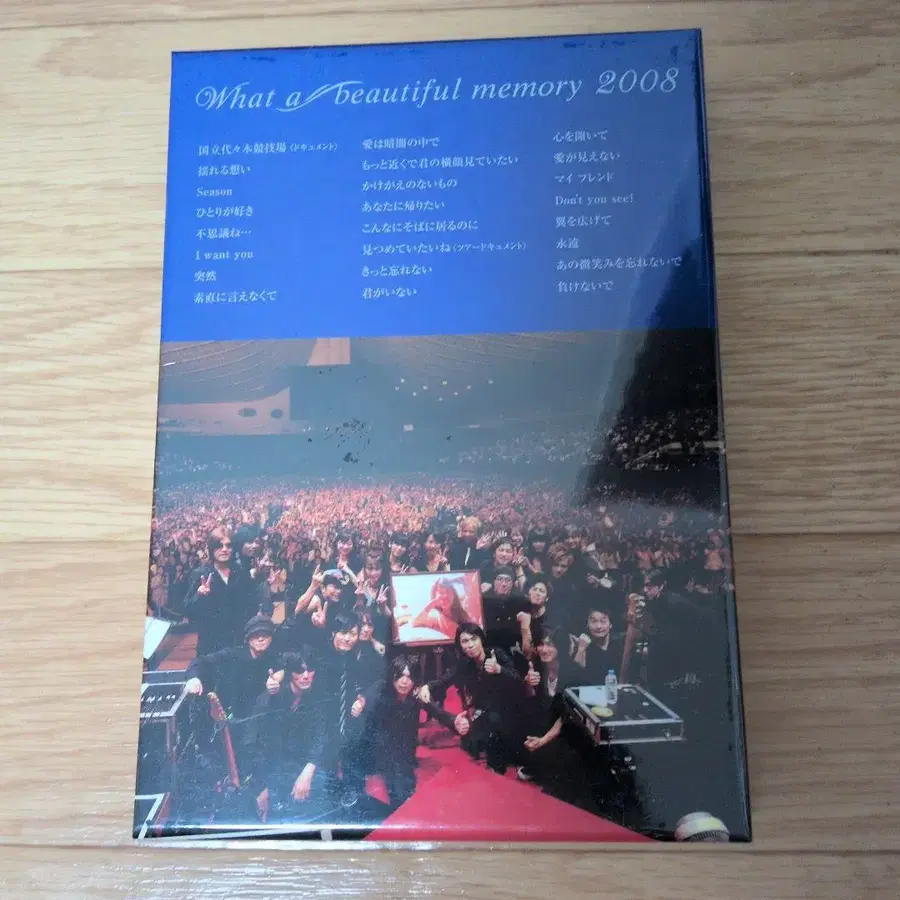 What a beautiful memory 2008
国立代々木競技場〈ドキュメント〉
揺れる想い
Season
ひとりが好き
不思議ね…
I want you
突然
素直に言えなくて
愛は暗闇の中で
もっと近くで君の横顔見ていたい
かけがえのないもの
あなたに帰りたい
こんなにそばに居るのに
見つめていたいね〈ツアードキュメント〉
きっと忘れない
君がいない
心を開いて
愛が見えない
マイ フレンド
Don't you see!
翼を広げて
永遠
あの微笑みを忘れないで
負けないで